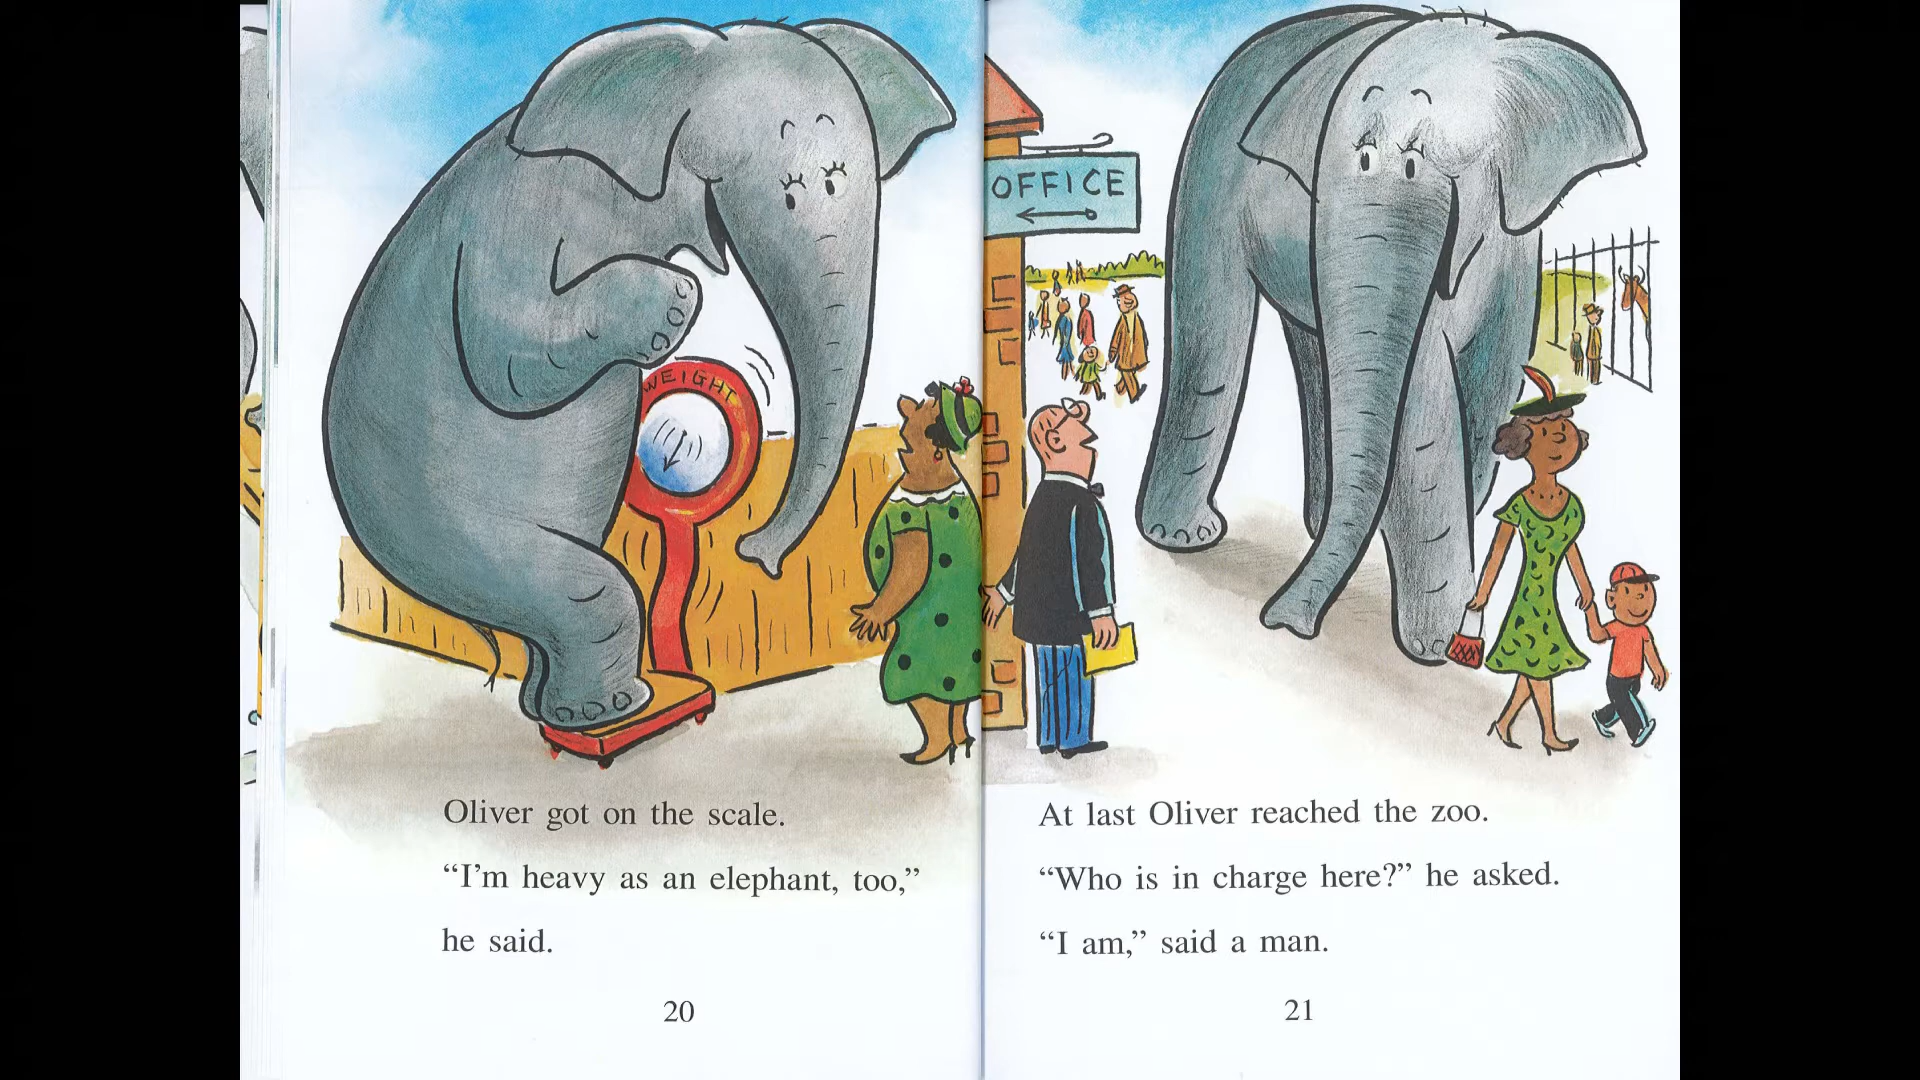 WEIGHT
Oliver got on the scale.
“I’m heavy as an elephant, too,”
he said.
20
OFFICE
At last Oliver reached the zoo.
“Who is in charge here?” he asked.
“I am,” said a man.
21